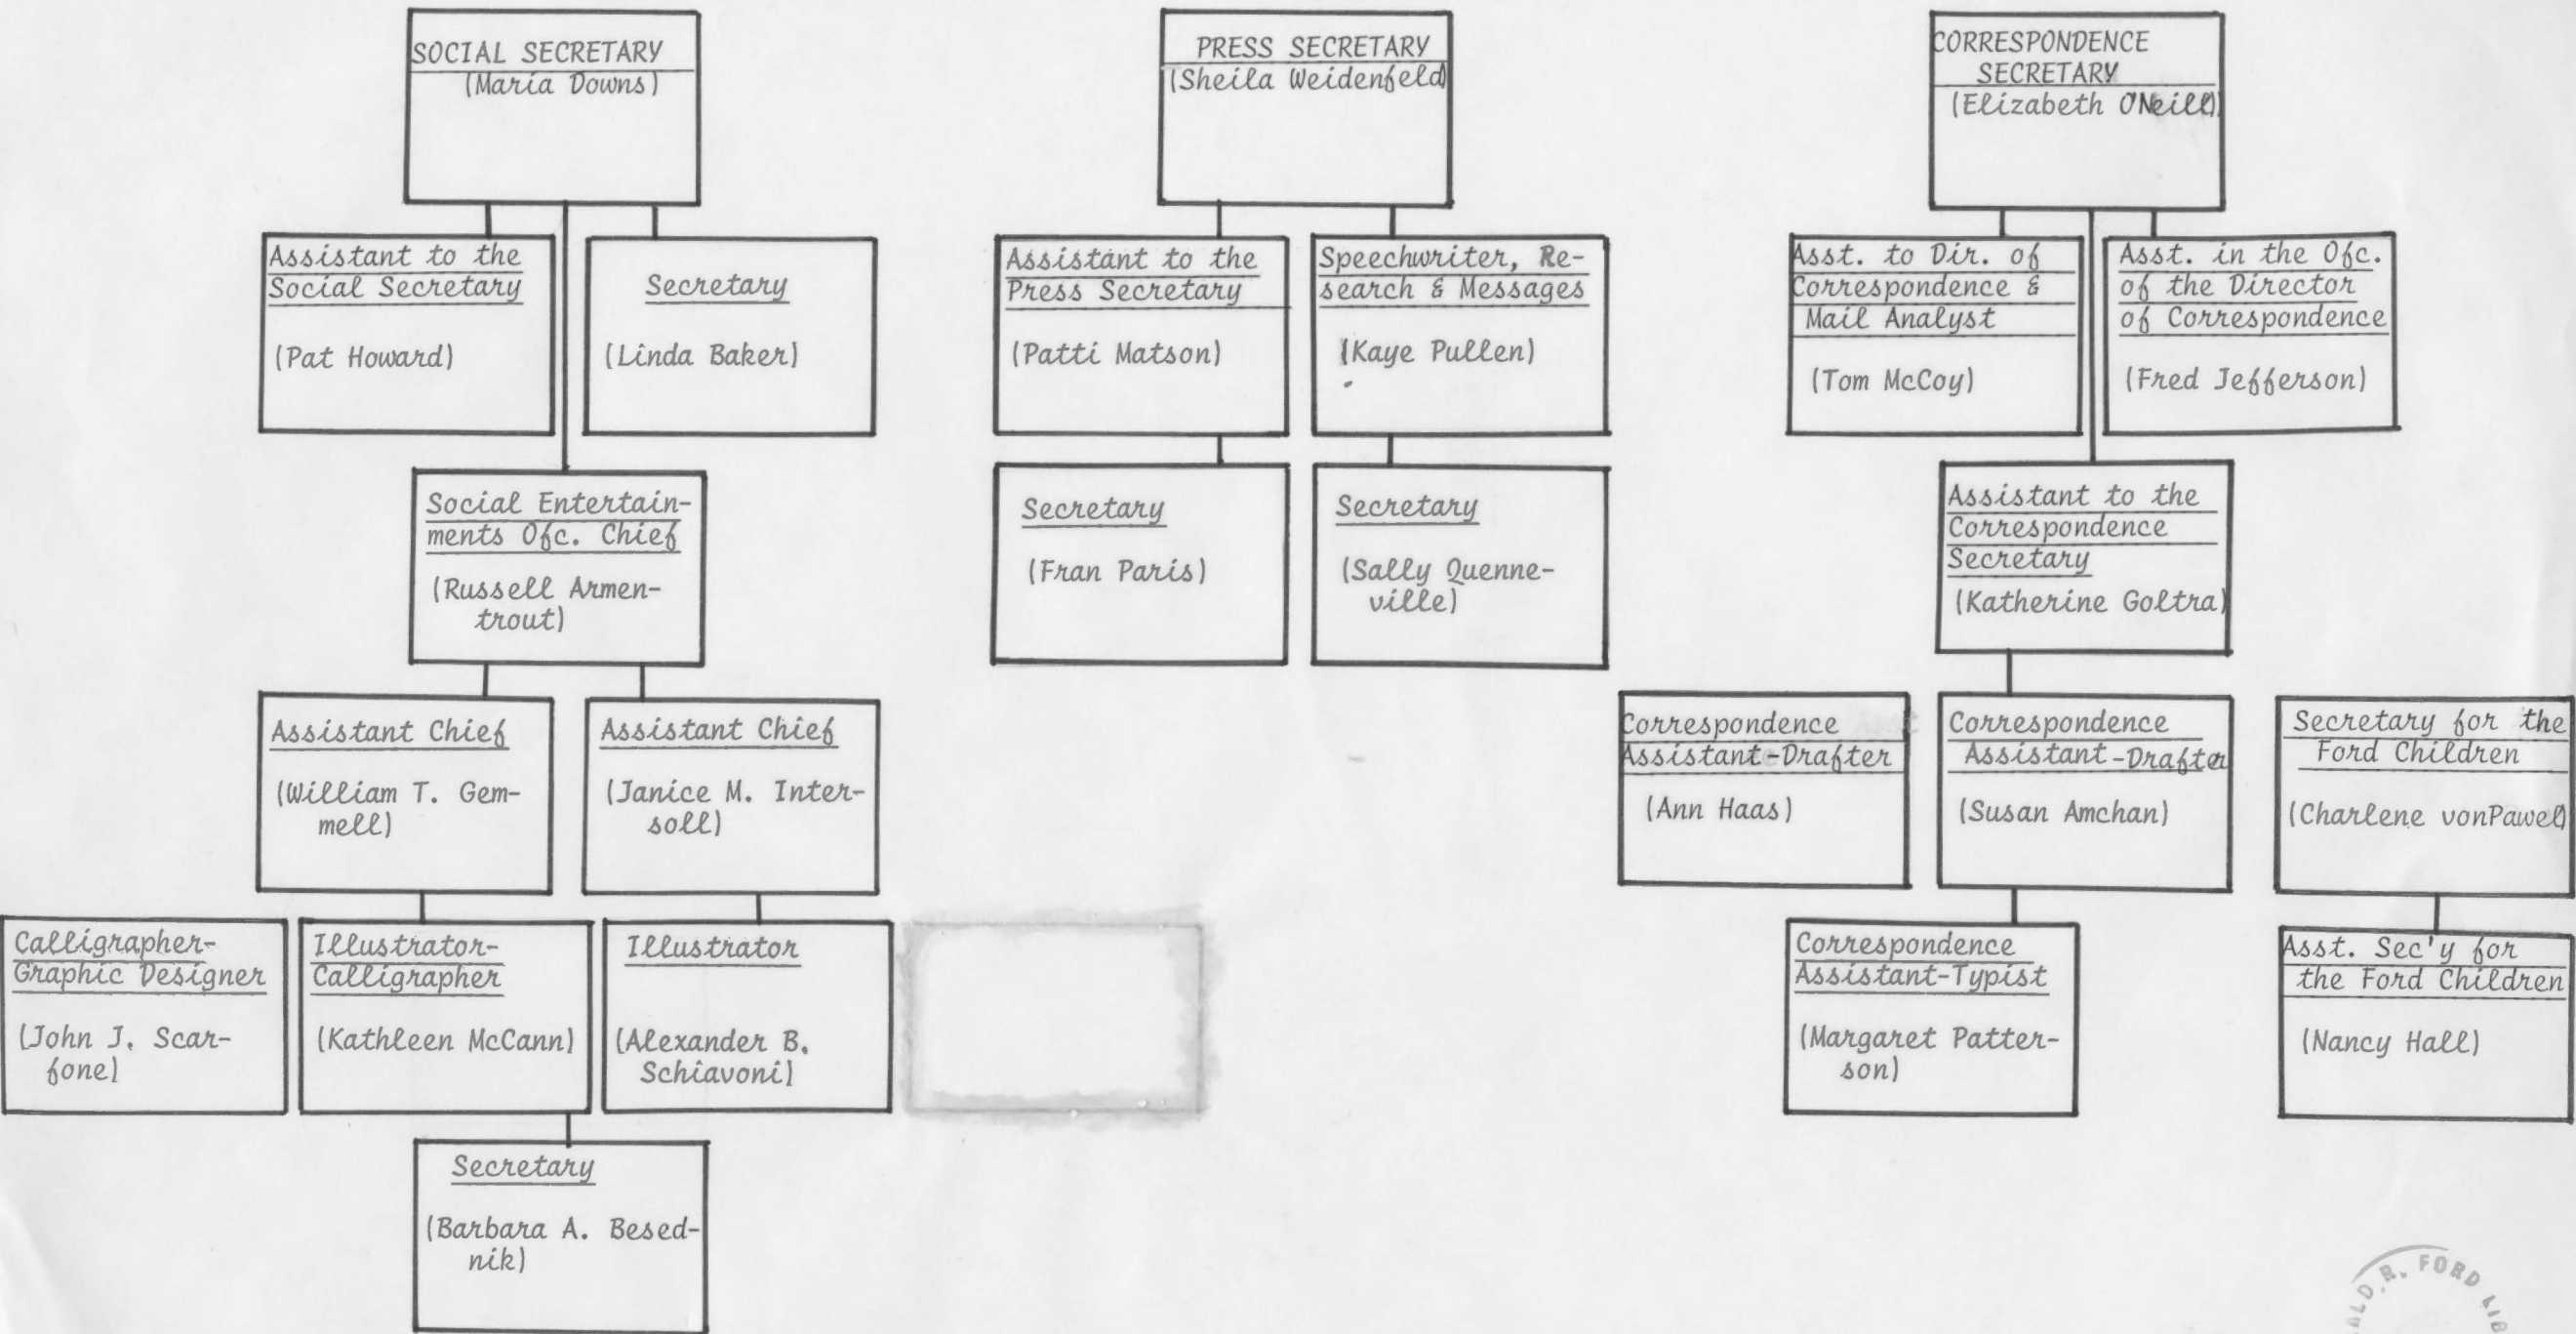 SOCIAL SECRETARY
(Maria Downs)
PRESS SECRETARY
(Sheila Weidenfeld)
CORRESPONDENCE
SECRETARY
(Elizabeth O'Neill)
Assistant to the
Social Secretary
(Pat Howard)
Secretary
(Linda Baker)
Assistant to the
Press Secretary
(Patti Matson)
Speechwriter, Re-
search & Messages
(Kaye Pullen)
Asst. to Dir. of
Correspondence &
Mail Analyst
(Tom McCoy)
Asst. in the Ofc.
of the Director
of Correspondence
(Fred Jefferson)
Social Entertain-
ments Ofc. Chief
(Russell Armen-
trout)
Secretary
(Fran Paris)
Secretary
(Sally Quenne-
ville)
Assistant to the
Correspondence
Secretary
(Katherine Goltra)
Assistant Chief
(William T. Gem-
mell)
Assistant Chief
(Janice M. Inter-
soll)
Correspondence
Assistant-Drafter
(Ann Haas)
Correspondence
Assistant-Drafter
(Susan Amchan)
Secretary for the
Ford Children
(Charlene vonPawel)
Calligrapher-
Graphic Designer
(John J. Scar-
fone)
Illustrator-
Calligrapher
(Kathleen McCann)
Illustrator
(Alexander B.
Schiavoni)
Correspondence
Assistant-Typist
(Margaret Patter-
son)
Asst. Sec'y for
the Ford Children
(Nancy Hall)
Secretary
(Barbara A. Besed-
nik)
ALD R. FORD LIB